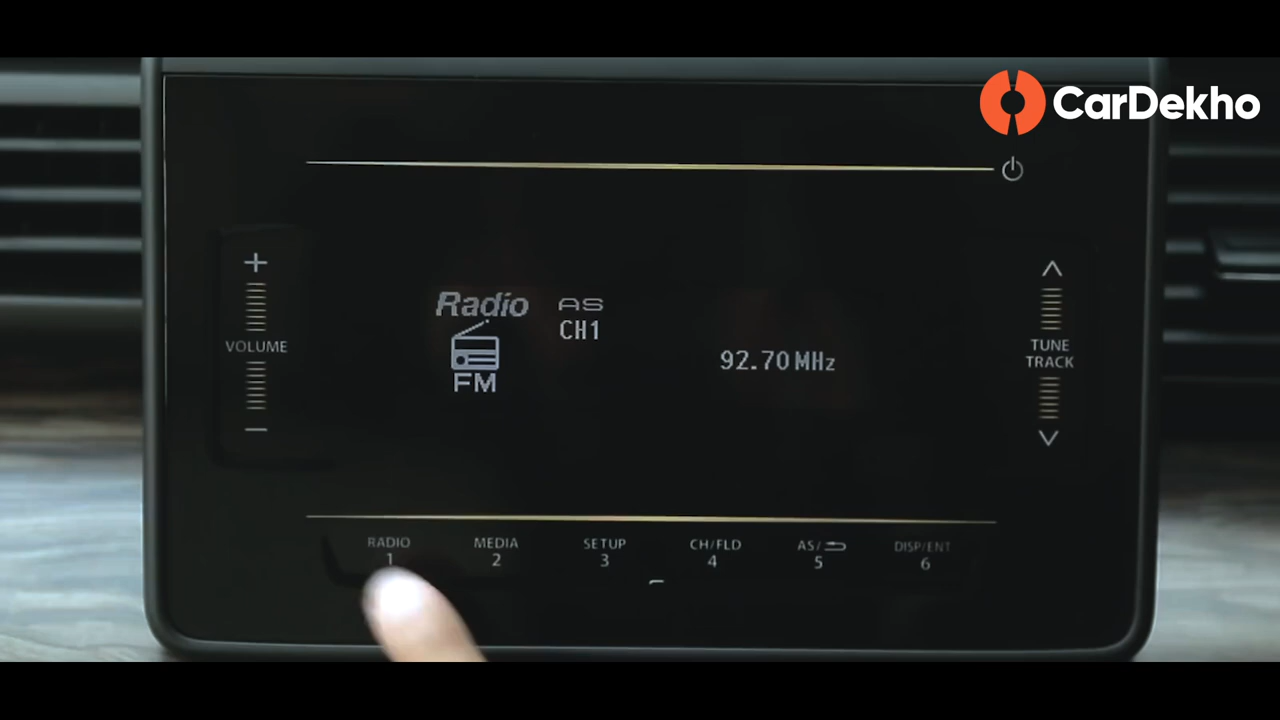 CarDekho
+
VOLUME
−
Radio
FM
AS
CH1
92.70 MHz
TUNE
TRACK
RADIO
1
MEDIA
2
SETUP
3
CH/FLD
4
AS/
5
DISP/ENT
6